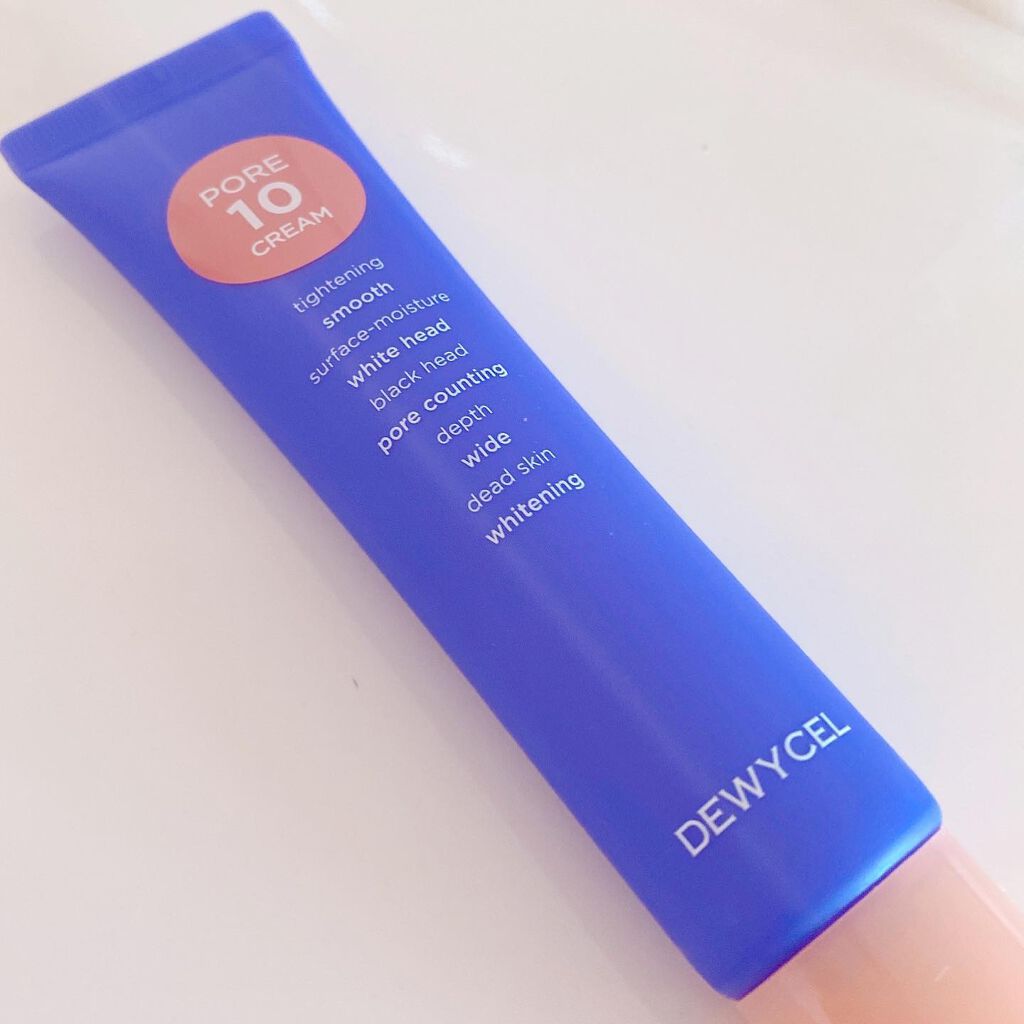 PORE
10
CREAM
tightening
smooth
surface-moisture
white head
black head
pore counting
depth
wide
dead skin
whitening
DEWYCEL